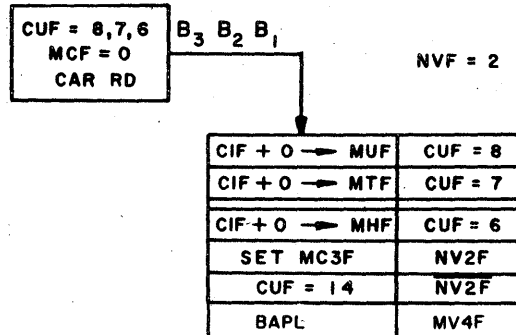 CUF = 8,7,6
MCF = 0
CAR RD
B3 B2 B1
NVF = 2
CIF + 0 → MUF CUF = 8
CIF + 0 → MTF CUF = 7
CIF + 0 → MHF CUF = 6
SET MC3F NV2F
CUF = 14 N̅V̅2̅F̅
BAPL MV4F